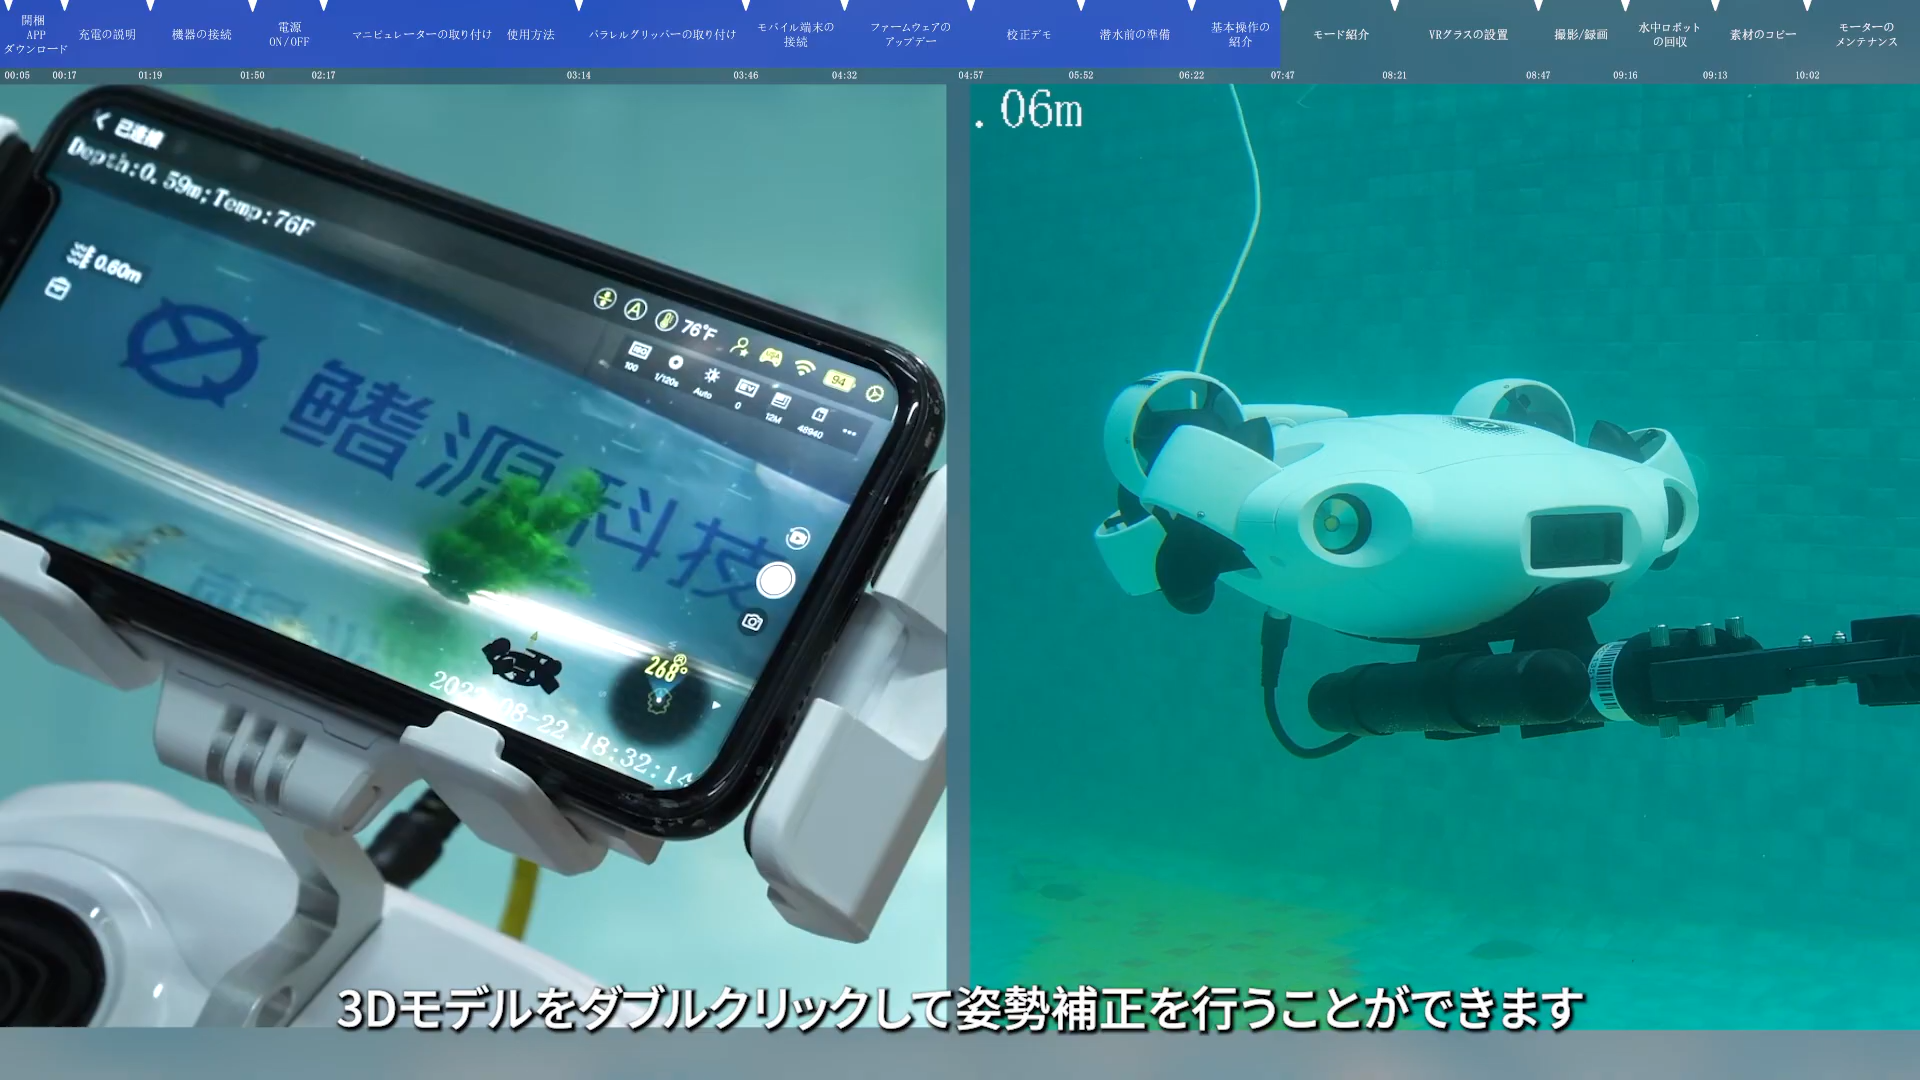 開梱
APP
ダウンロード
充電の説明
機器の接続
電源
ON/OFF
マニピュレーターの取り付け
使用方法
パラレルグリッパーの取り付け
モバイル端末の
接続
ファームウェアの
アップデー
校正デモ
潜水前の準備
基本操作の
紹介
モード紹介
VRグラスの設置
撮影/録画
水中ロボット
の回収
素材のコピー
モーターの
メンテナンス
00:05
00:17
01:19
01:50
02:17
03:14
03:46
04:32
04:57
05:52
06:22
07:47
08:21
08:47
09:16
09:13
10:02
已連線
Depth:0.59m;Temp:76F
0.60m
76°F
94
100
1/120s
Auto
0
12M
48940
鳍源科技
268°
08-22 18:32:14
.06m
3Dモデルをダブルクリックして姿勢補正を行うことができます